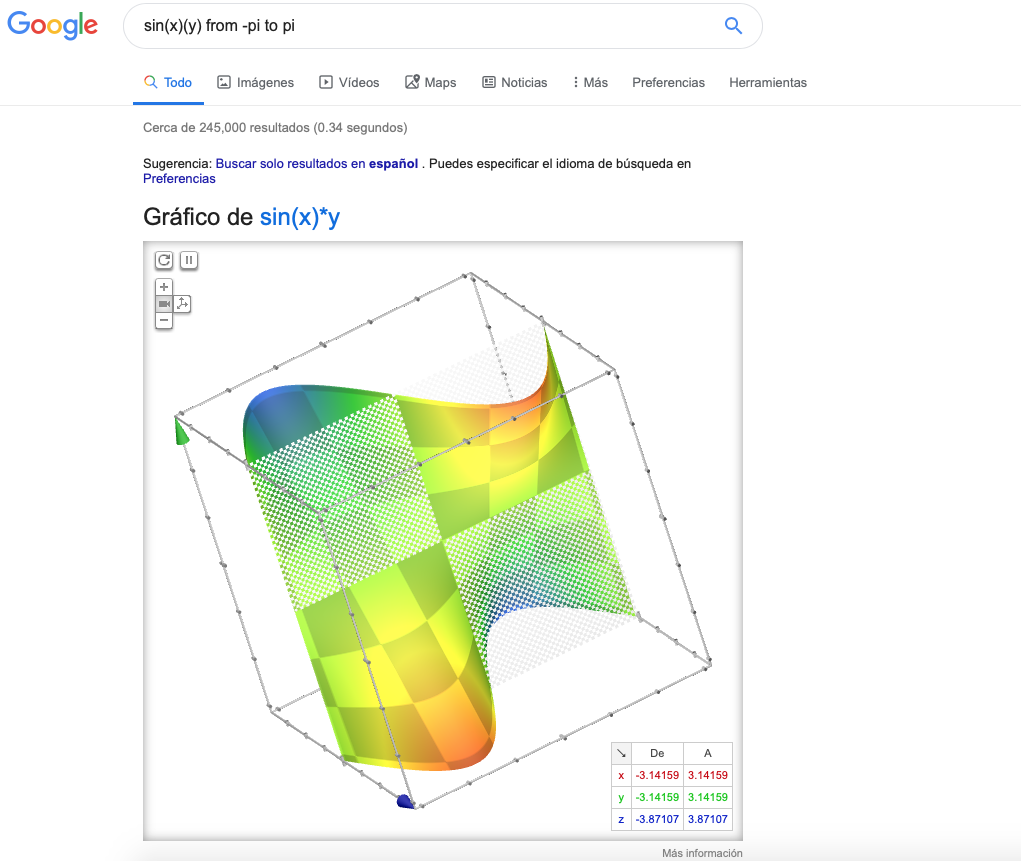 Google
sin(x)(y) from -pi to pi
Todo Imágenes Vídeos Maps Noticias Más Preferencias Herramientas
Cerca de 245,000 resultados (0.34 segundos)
Sugerencia: Buscar solo resultados en español . Puedes especificar el idioma de búsqueda en
Preferencias
Gráfico de sin(x)*y
De A
x -3.14159 3.14159
y -3.14159 3.14159
z -3.87107 3.87107
Más información